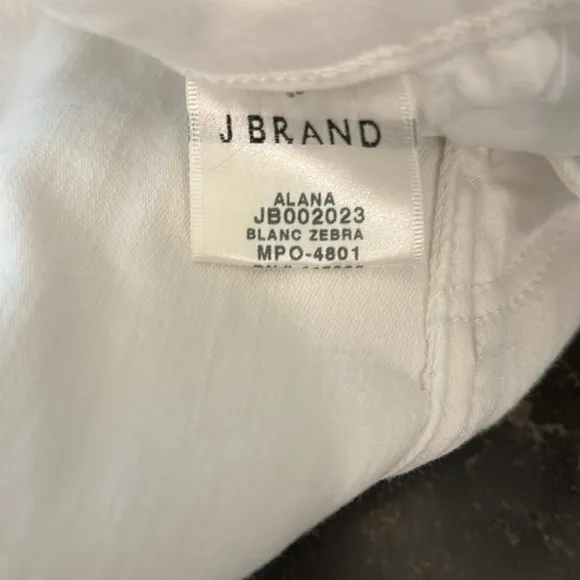 J BRAND
ALANA
JB002023
BLANC ZEBRA
MPO-4801